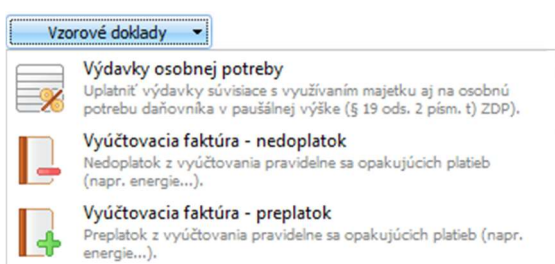 Vzorové doklady
Výdavky osobnej potreby
Uplatniť výdavky súvisiace s využívaním majetku aj na osobnú
potrebu daňovníka v paušálnej výške (§ 19 ods. 2 písm. t) ZDP).
Vyúčtovacia faktúra - nedoplatok
Nedoplatok z vyúčtovania pravidelne sa opakujúcich platieb
(napr. energie...).
Vyúčtovacia faktúra - preplatok
Preplatok z vyúčtovania pravidelne sa opakujúcich platieb (napr.
energie...).